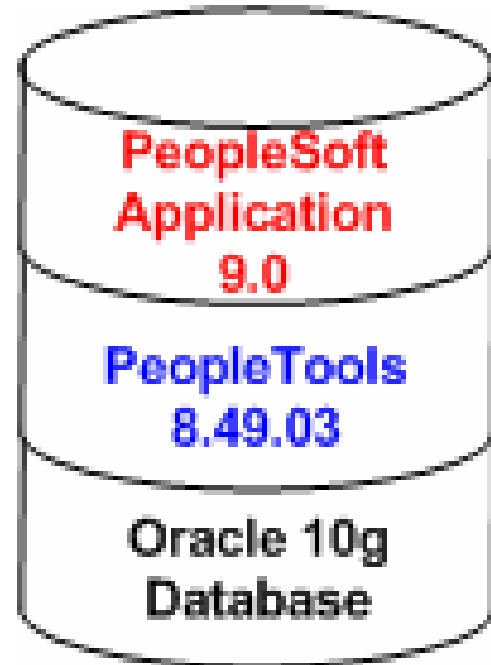 PeopleSoft
Application
9.0
PeopleTools
8.49.03
Oracle 10g
Database